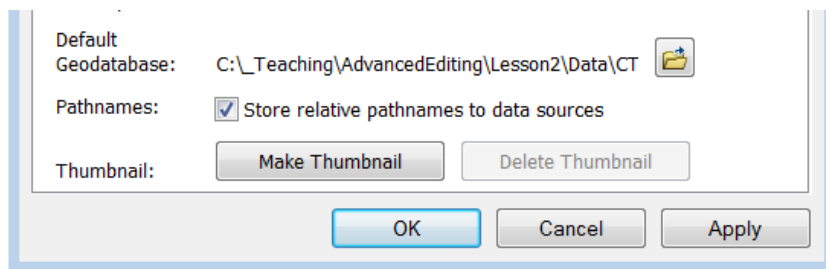 Default
Geodatabase: C:\_Teaching\AdvancedEditing\Lesson2\Data\CT
Pathnames: Store relative pathnames to data sources
Thumbnail: Make Thumbnail Delete Thumbnail
OK Cancel Apply